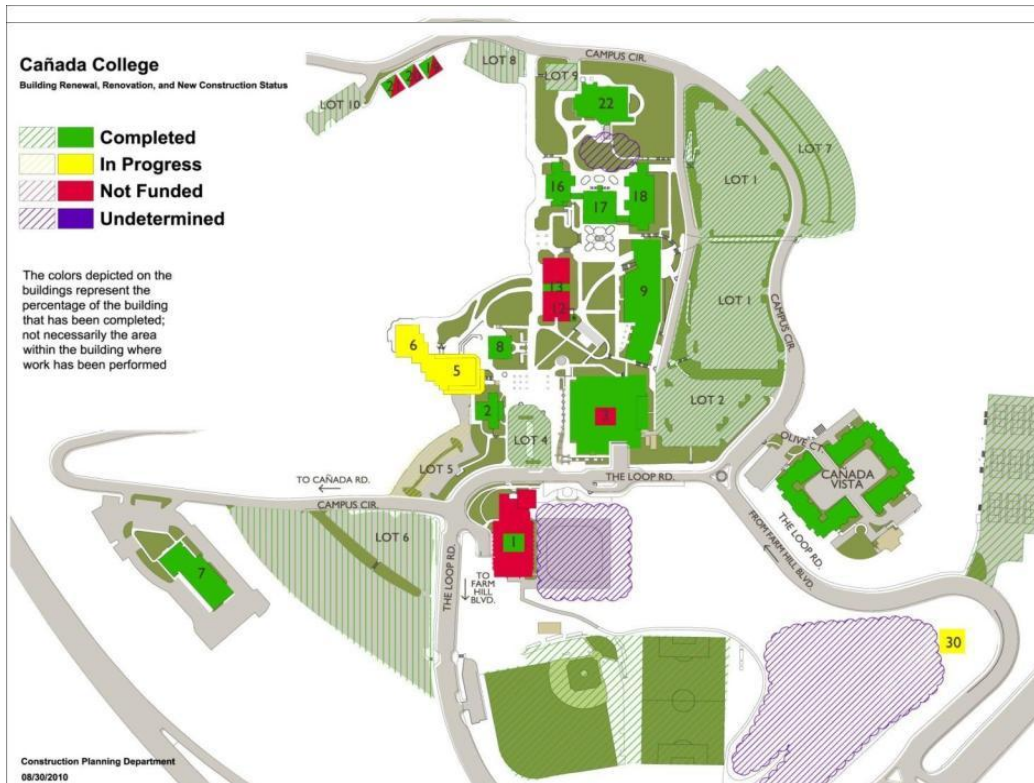 Cañada College
Building Renewal, Renovation, and New Construction Status
Completed
In Progress
Not Funded
Undetermined
The colors depicted on the
buildings represent the
percentage of the building
that has been completed;
not necessarily the area
within the building where
work has been performed
LOT 10
LOT 8
LOT 9
CAMPUS CIR.
22
LOT 7
LOT 1
16
17
18
13
12
9
LOT 1
CAMPUS CIR.
6
5
8
2
3
LOT 2
LOT 4
LOT 5
OLIVE CT.
CAÑADA
VISTA
TO CAÑADA RD.
CAMPUS CIR.
THE LOOP RD.
THE LOOP RD.
FROM FARM HILL BLVD.
LOT 6
THE LOOP RD.
1
TO
FARM
HILL
BLVD.
7
30
Construction Planning Department
08/30/2010